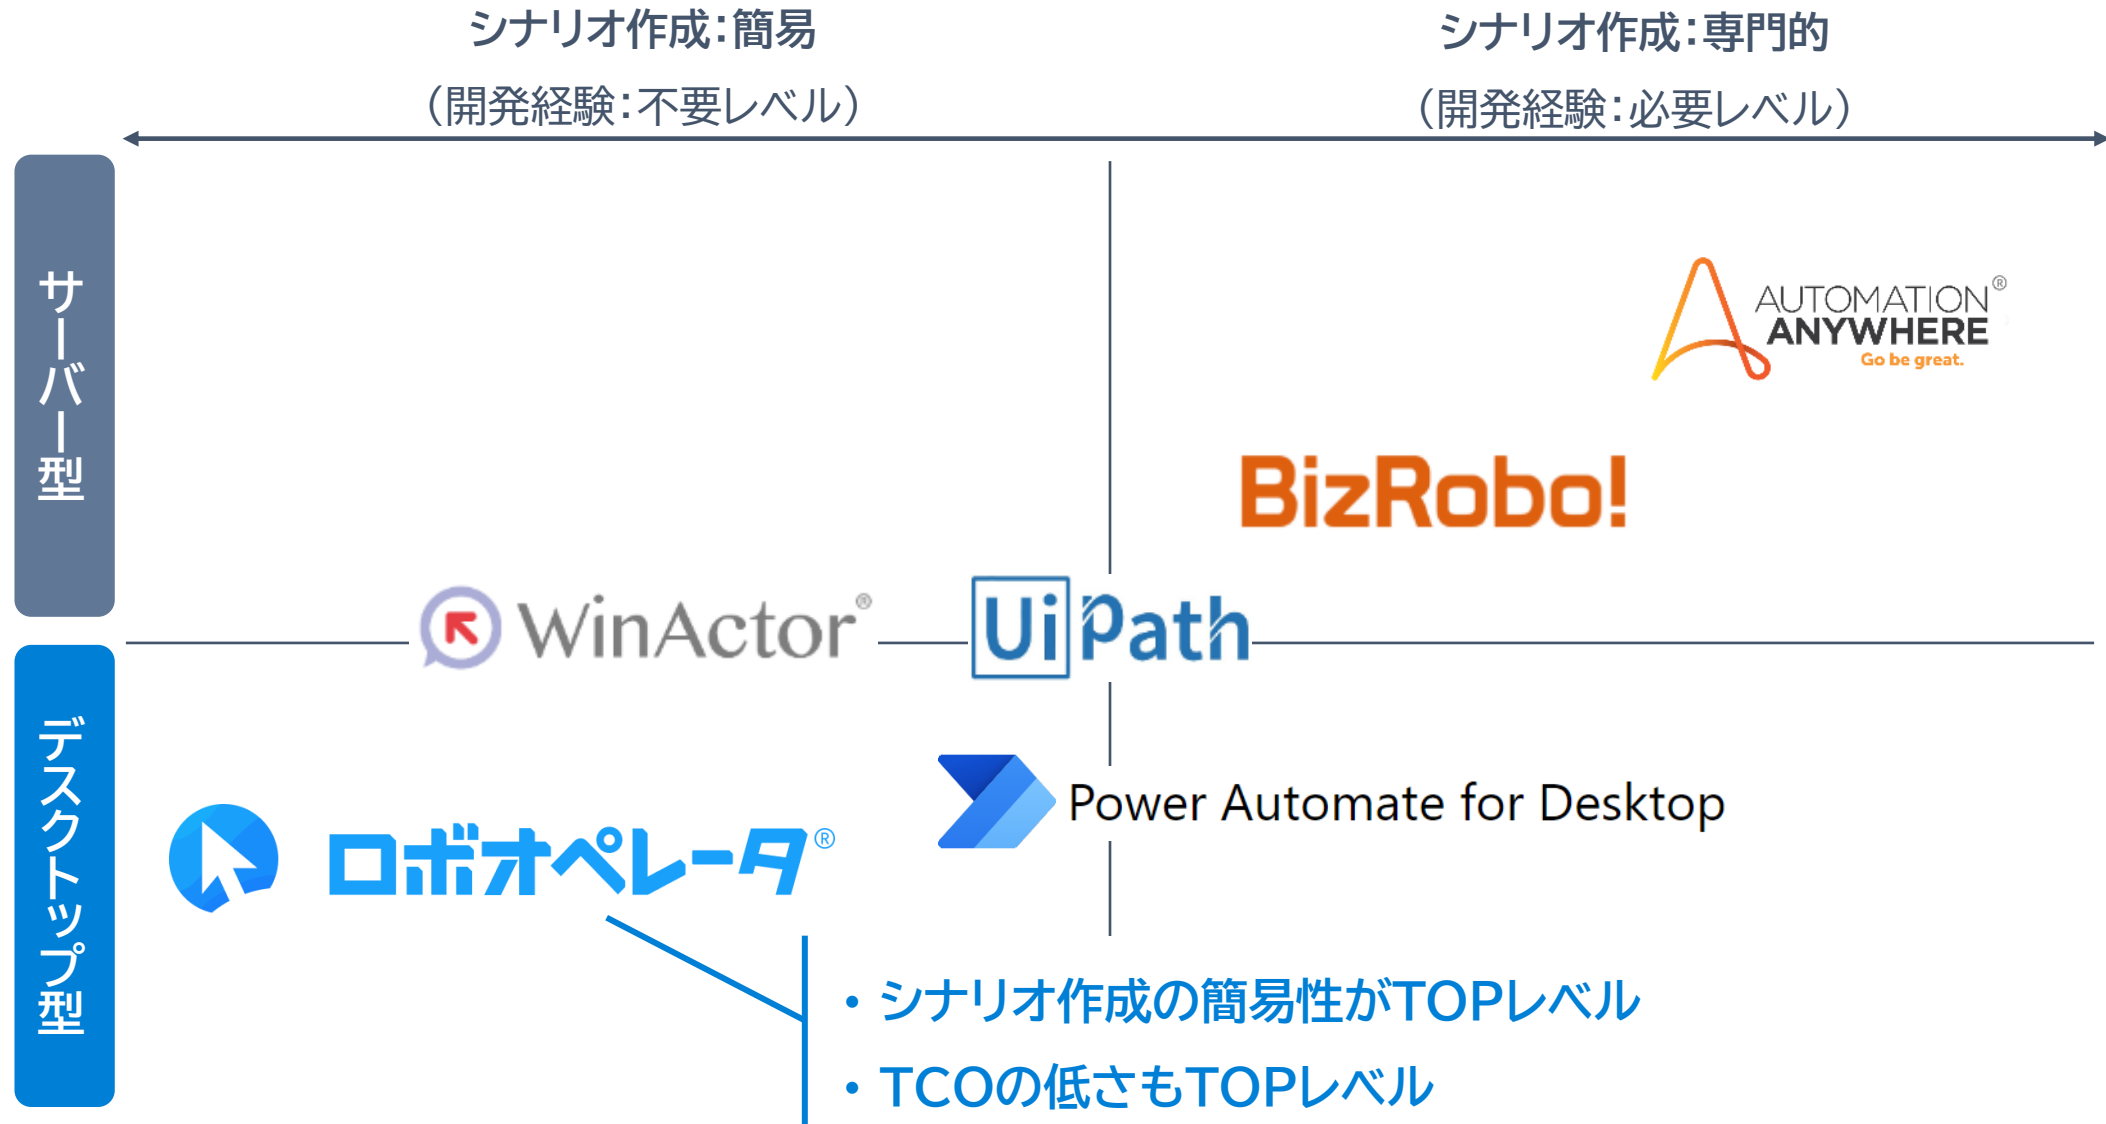 シナリオ作成：簡易
（開発経験：不要レベル）
シナリオ作成：専門的
（開発経験：必要レベル）
サーバー型
AUTOMATION®
ANYWHERE
Go be great.
BizRobo!
WinActor®
UiPath
デスクトップ型
Power Automate for Desktop
ロボオペレータ®
・シナリオ作成の簡易性がTOPレベル
・TCOの低さもTOPレベル